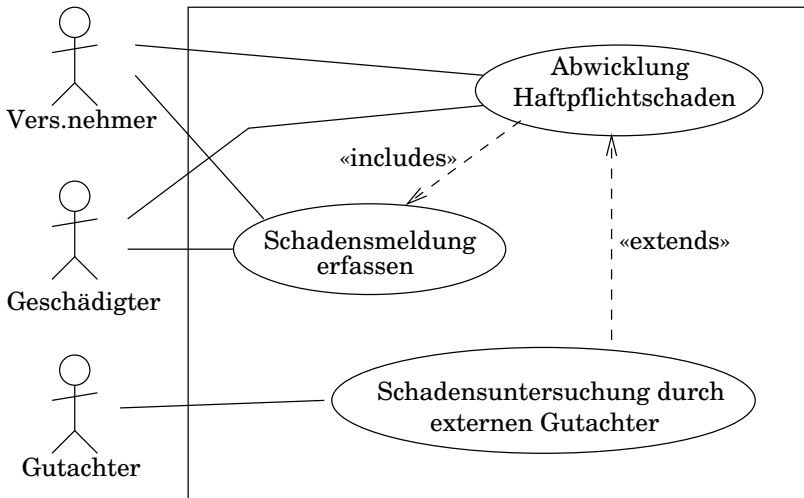 Vers.nehmer
Abwicklung
Haftpflichtschaden
«includes»
Schadensmeldung
erfassen
«extends»
Geschädigter
Schadensuntersuchung durch
externen Gutachter
Gutachter